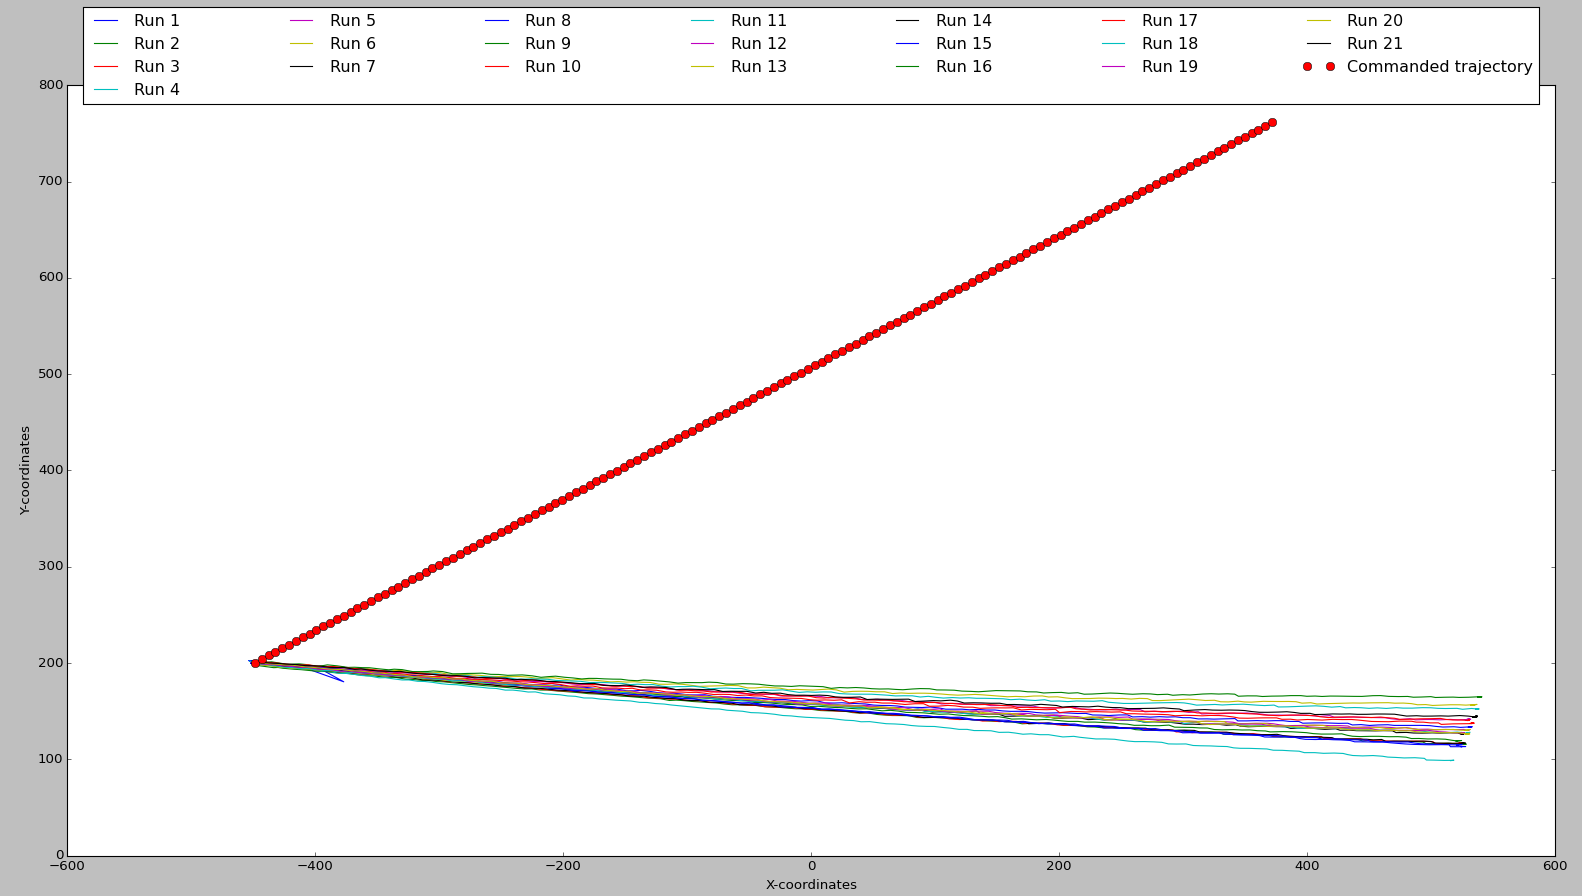 Run 1 Run 5 Run 8 Run 11 Run 14 Run 17 Run 20
Run 2 Run 6 Run 9 Run 12 Run 15 Run 18 Run 21
Run 3 Run 7 Run 10 Run 13 Run 16 Run 19 Commanded trajectory
Run 4
800
700
600
500
400
300
200
100
0
Y-coordinates
−600 −400 −200 0 200 400 600
X-coordinates